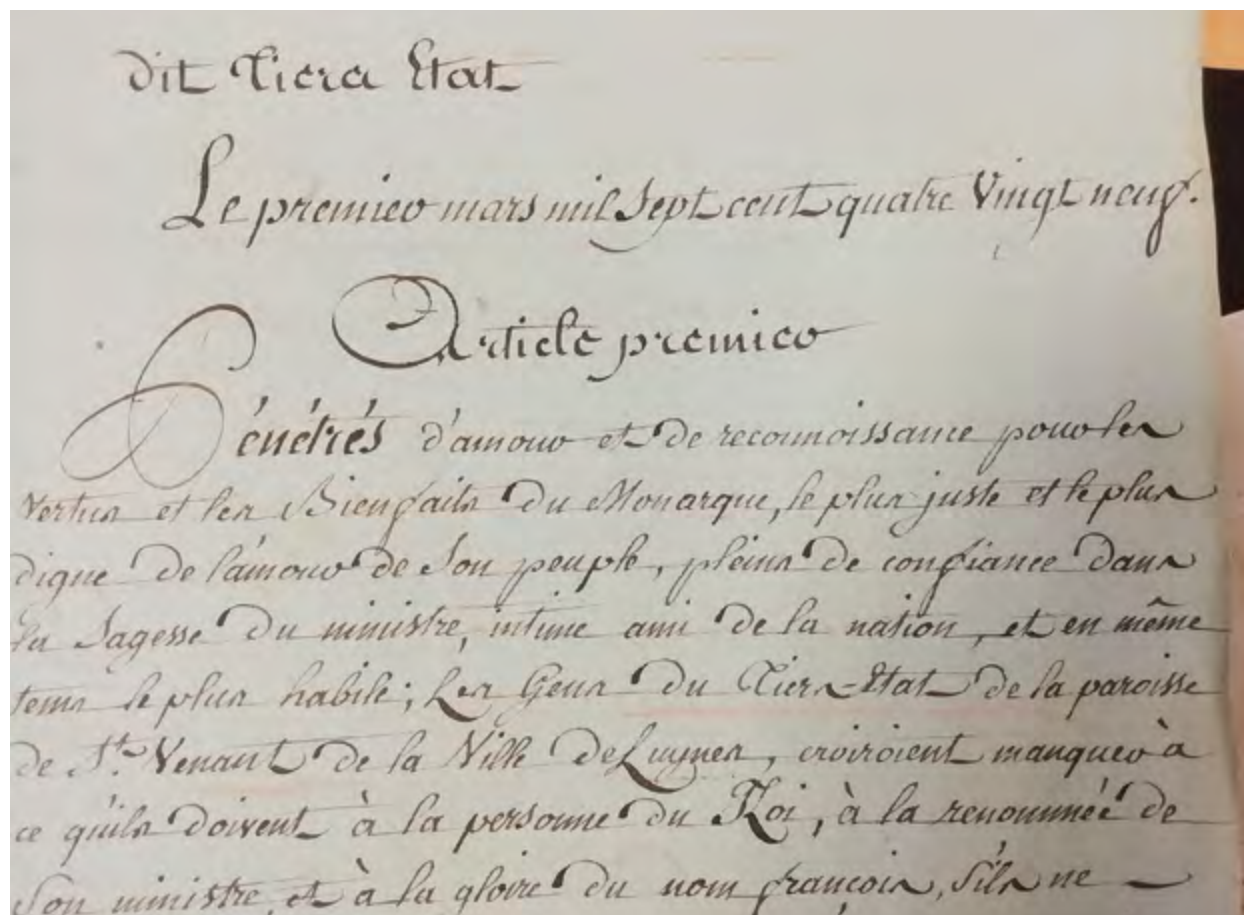 dit Tiers Etat
Le premier mars mil Sept cent quatre Vingt neuf.
Article premier
Pénétrés d'amour et de reconnoissance pour les
Vertus et les Bienfaits du Monarque, le plus juste et le plus
digne de l'amour de Son peuple, pleins de confiance dans
la Sagesse du ministre, intime ami de la nation, et en même
tems le plus habile; Les Gens du Tiers-Etat de la paroisse
de St. Venant de la Ville de Luynes, croiroient manquer à
ce qu'ils doivent à la personne du Roi, à la renommée de
Son ministre, et à la gloire du nom françois, S'ils ne